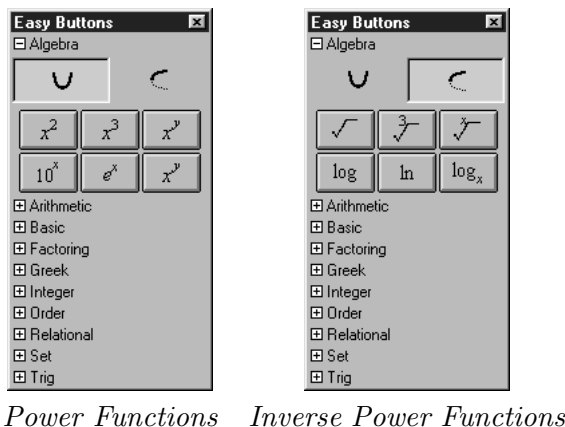 Easy Buttons
Algebra
x² x³ xʸ
10ˣ eˣ xʸ
Arithmetic
Basic
Factoring
Greek
Integer
Order
Relational
Set
Trig
Power Functions
Easy Buttons
Algebra
√ ³√ ˣ√
log ln logₓ
Arithmetic
Basic
Factoring
Greek
Integer
Order
Relational
Set
Trig
Inverse Power Functions